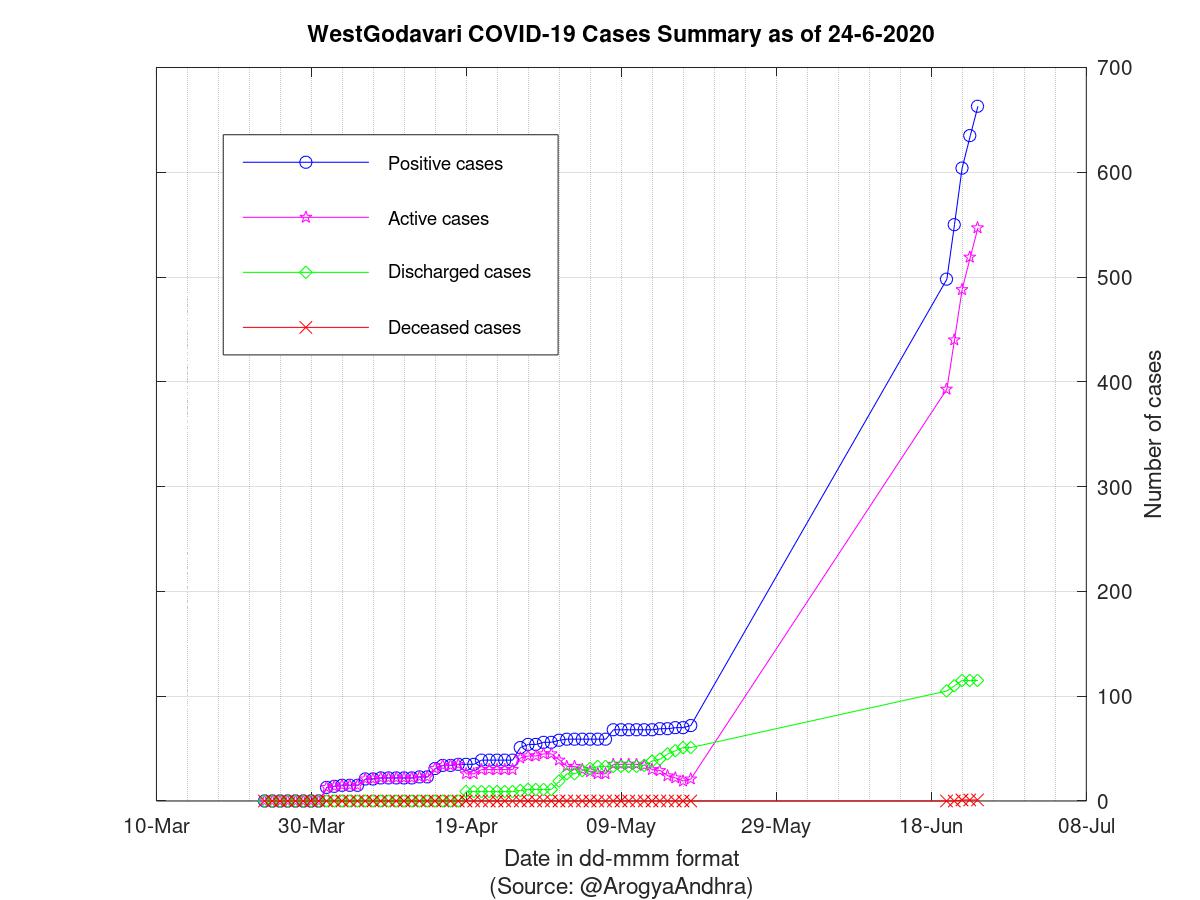 WestGodavari COVID-19 Cases Summary as of 24-6-2020
Positive cases
Active cases
Discharged cases
Deceased cases
700
600
500
400
300
200
100
0
Number of cases
10-Mar 30-Mar 19-Apr 09-May 29-May 18-Jun 08-Jul
Date in dd-mmm format
(Source: @ArogyaAndhra)